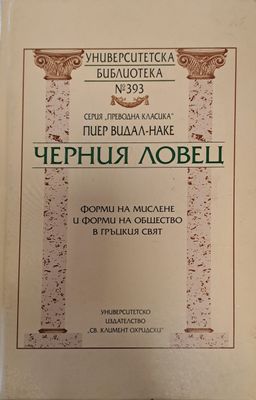 УНИВЕРСИТЕТСКА
БИБЛИОТЕКА
№393
СЕРИЯ „ПРЕВОДНА КЛАСИКА"
ПИЕР ВИДАЛ-НАКЕ
ЧЕРНИЯ ЛОВЕЦ
ФОРМИ НА МИСЛЕНЕ
И ФОРМИ НА ОБЩЕСТВО
В ГРЪЦКИЯ СВЯТ
УНИВЕРСИТЕТСКО
ИЗДАТЕЛСТВО
„СВ. КЛИМЕНТ ОХРИДСКИ"